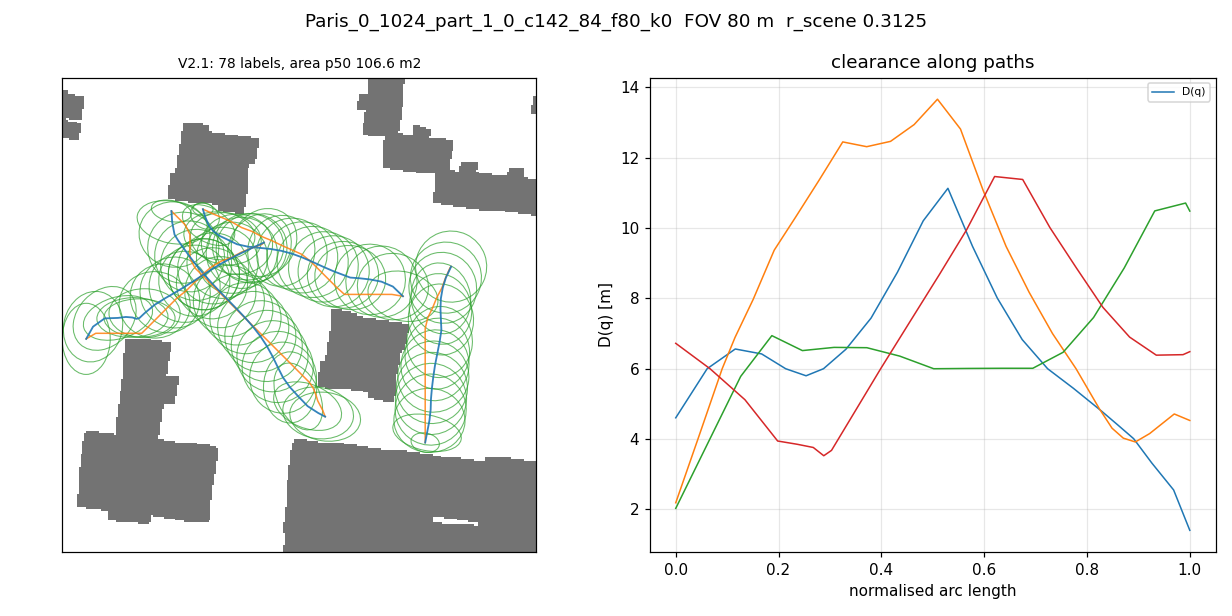 Paris_0_1024_part_1_0_c142_84_f80_k0  FOV 80 m  r_scene 0.3125
V2.1: 78 labels, area p50 106.6 m2
clearance along paths
D(q)
14
12
10
8
6
4
2
D(q) [m]
0.0 0.2 0.4 0.6 0.8 1.0
normalised arc length